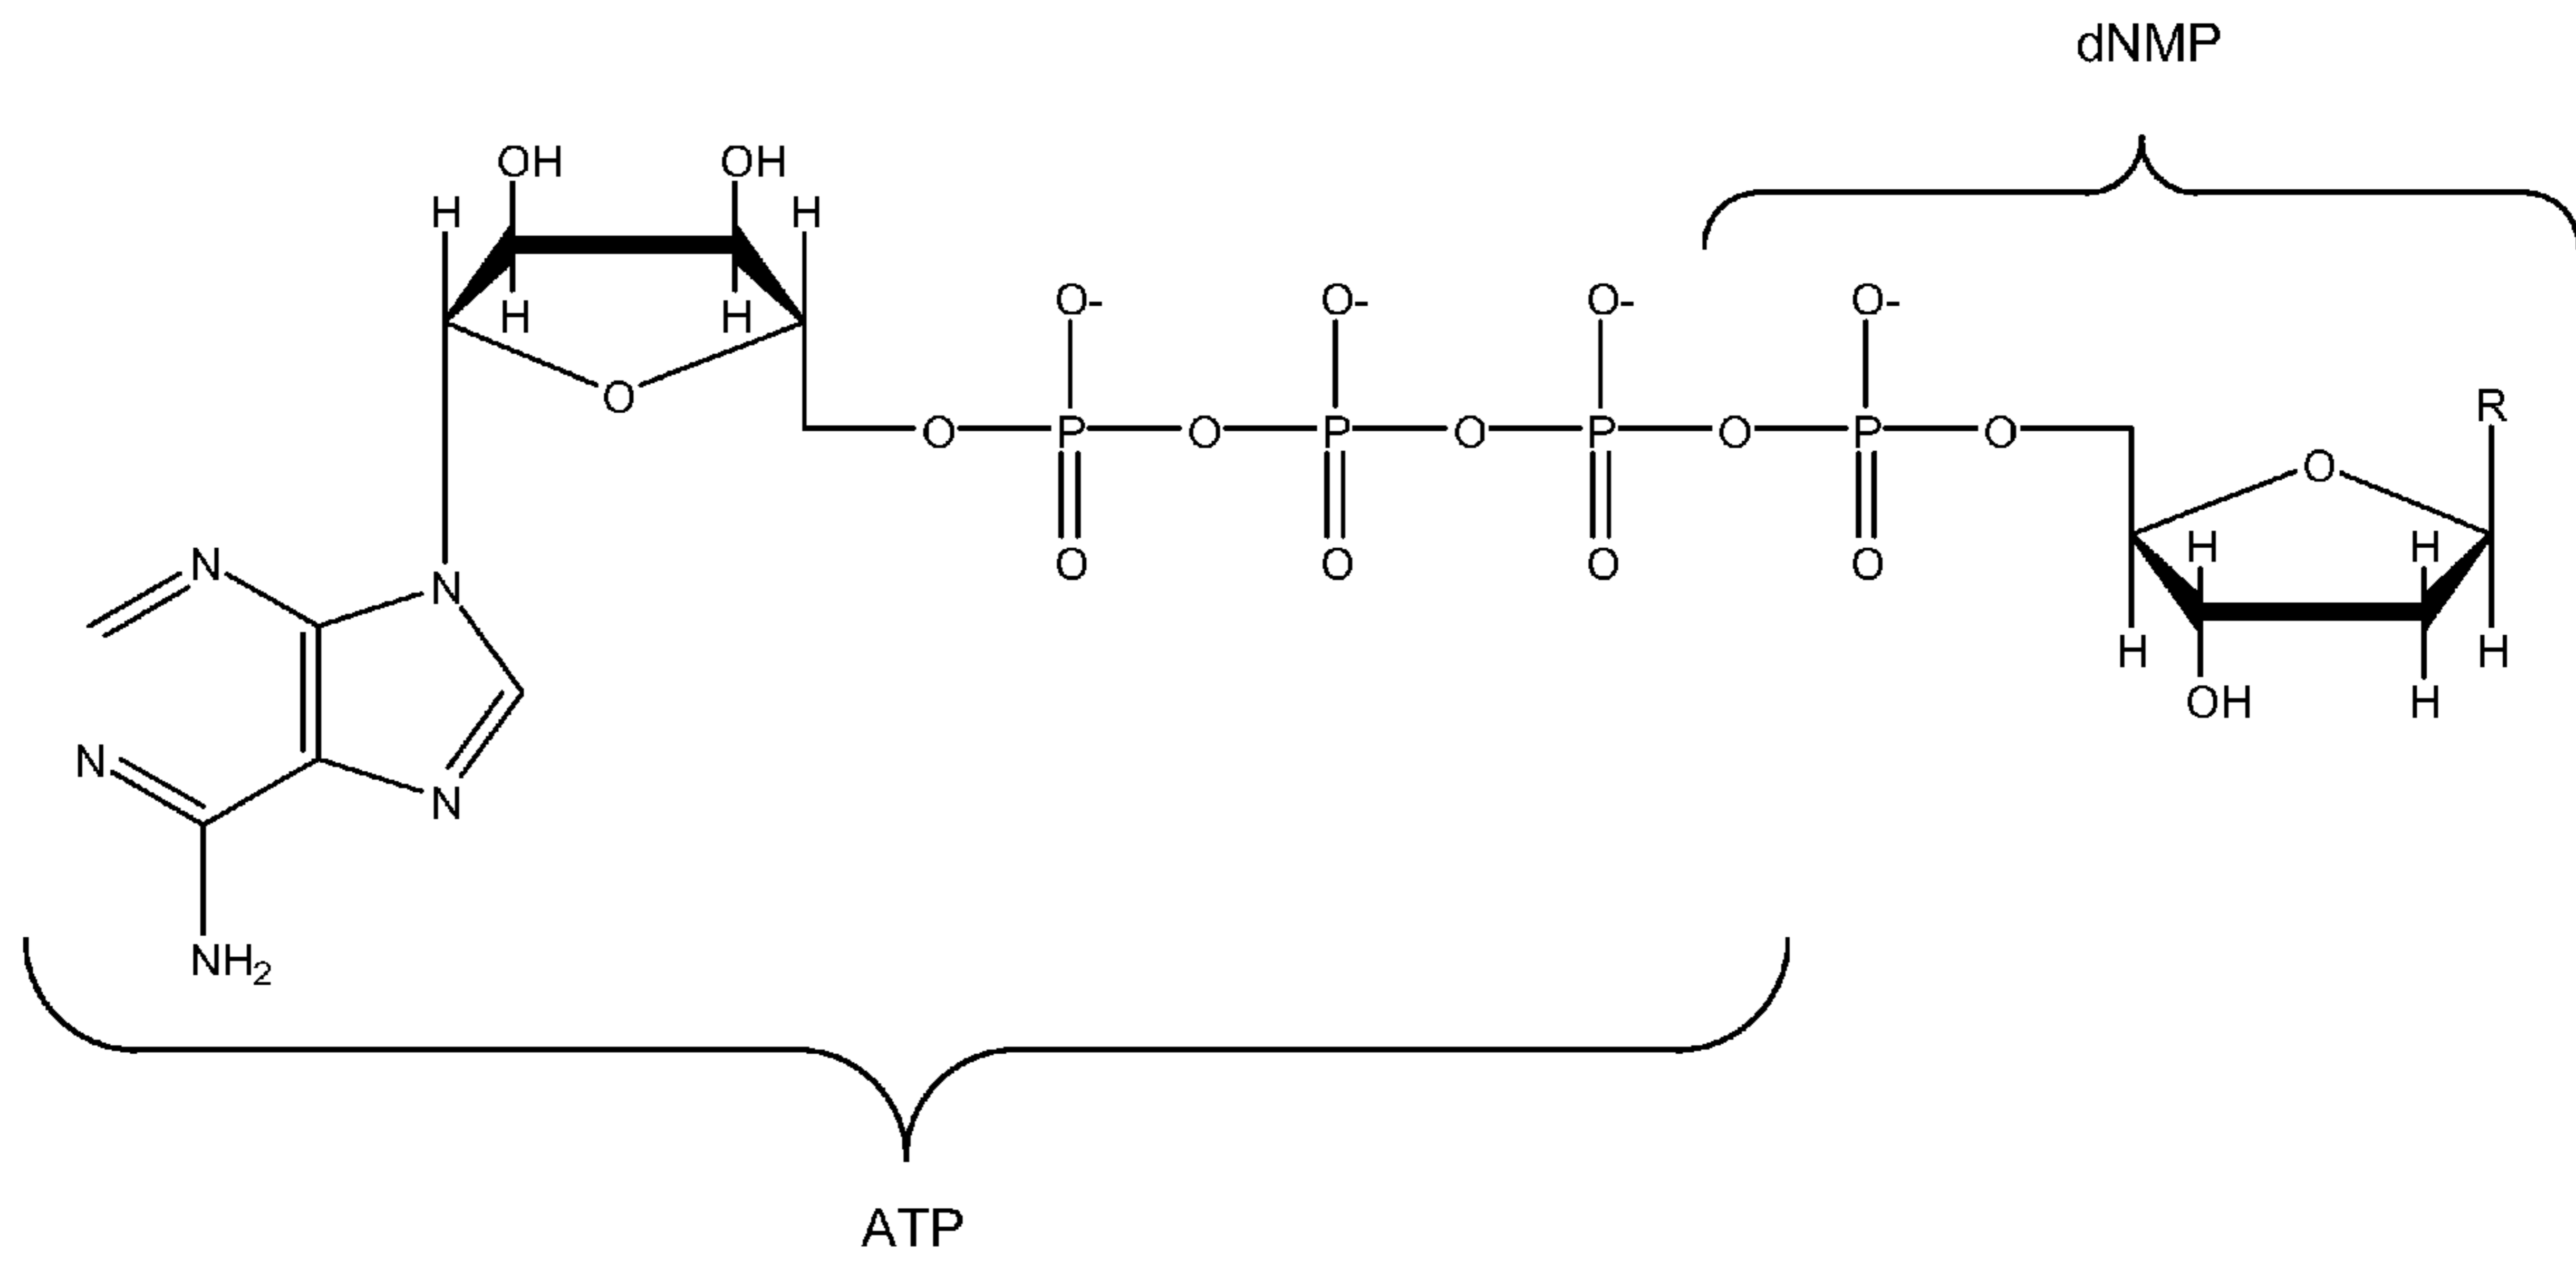 dNMP
OH OH
H H
O- O- O- O-
H H
O
R
O P O P O P O P O
O
H H
N O O O O
N
H H
OH H
N
N
NH2
ATP